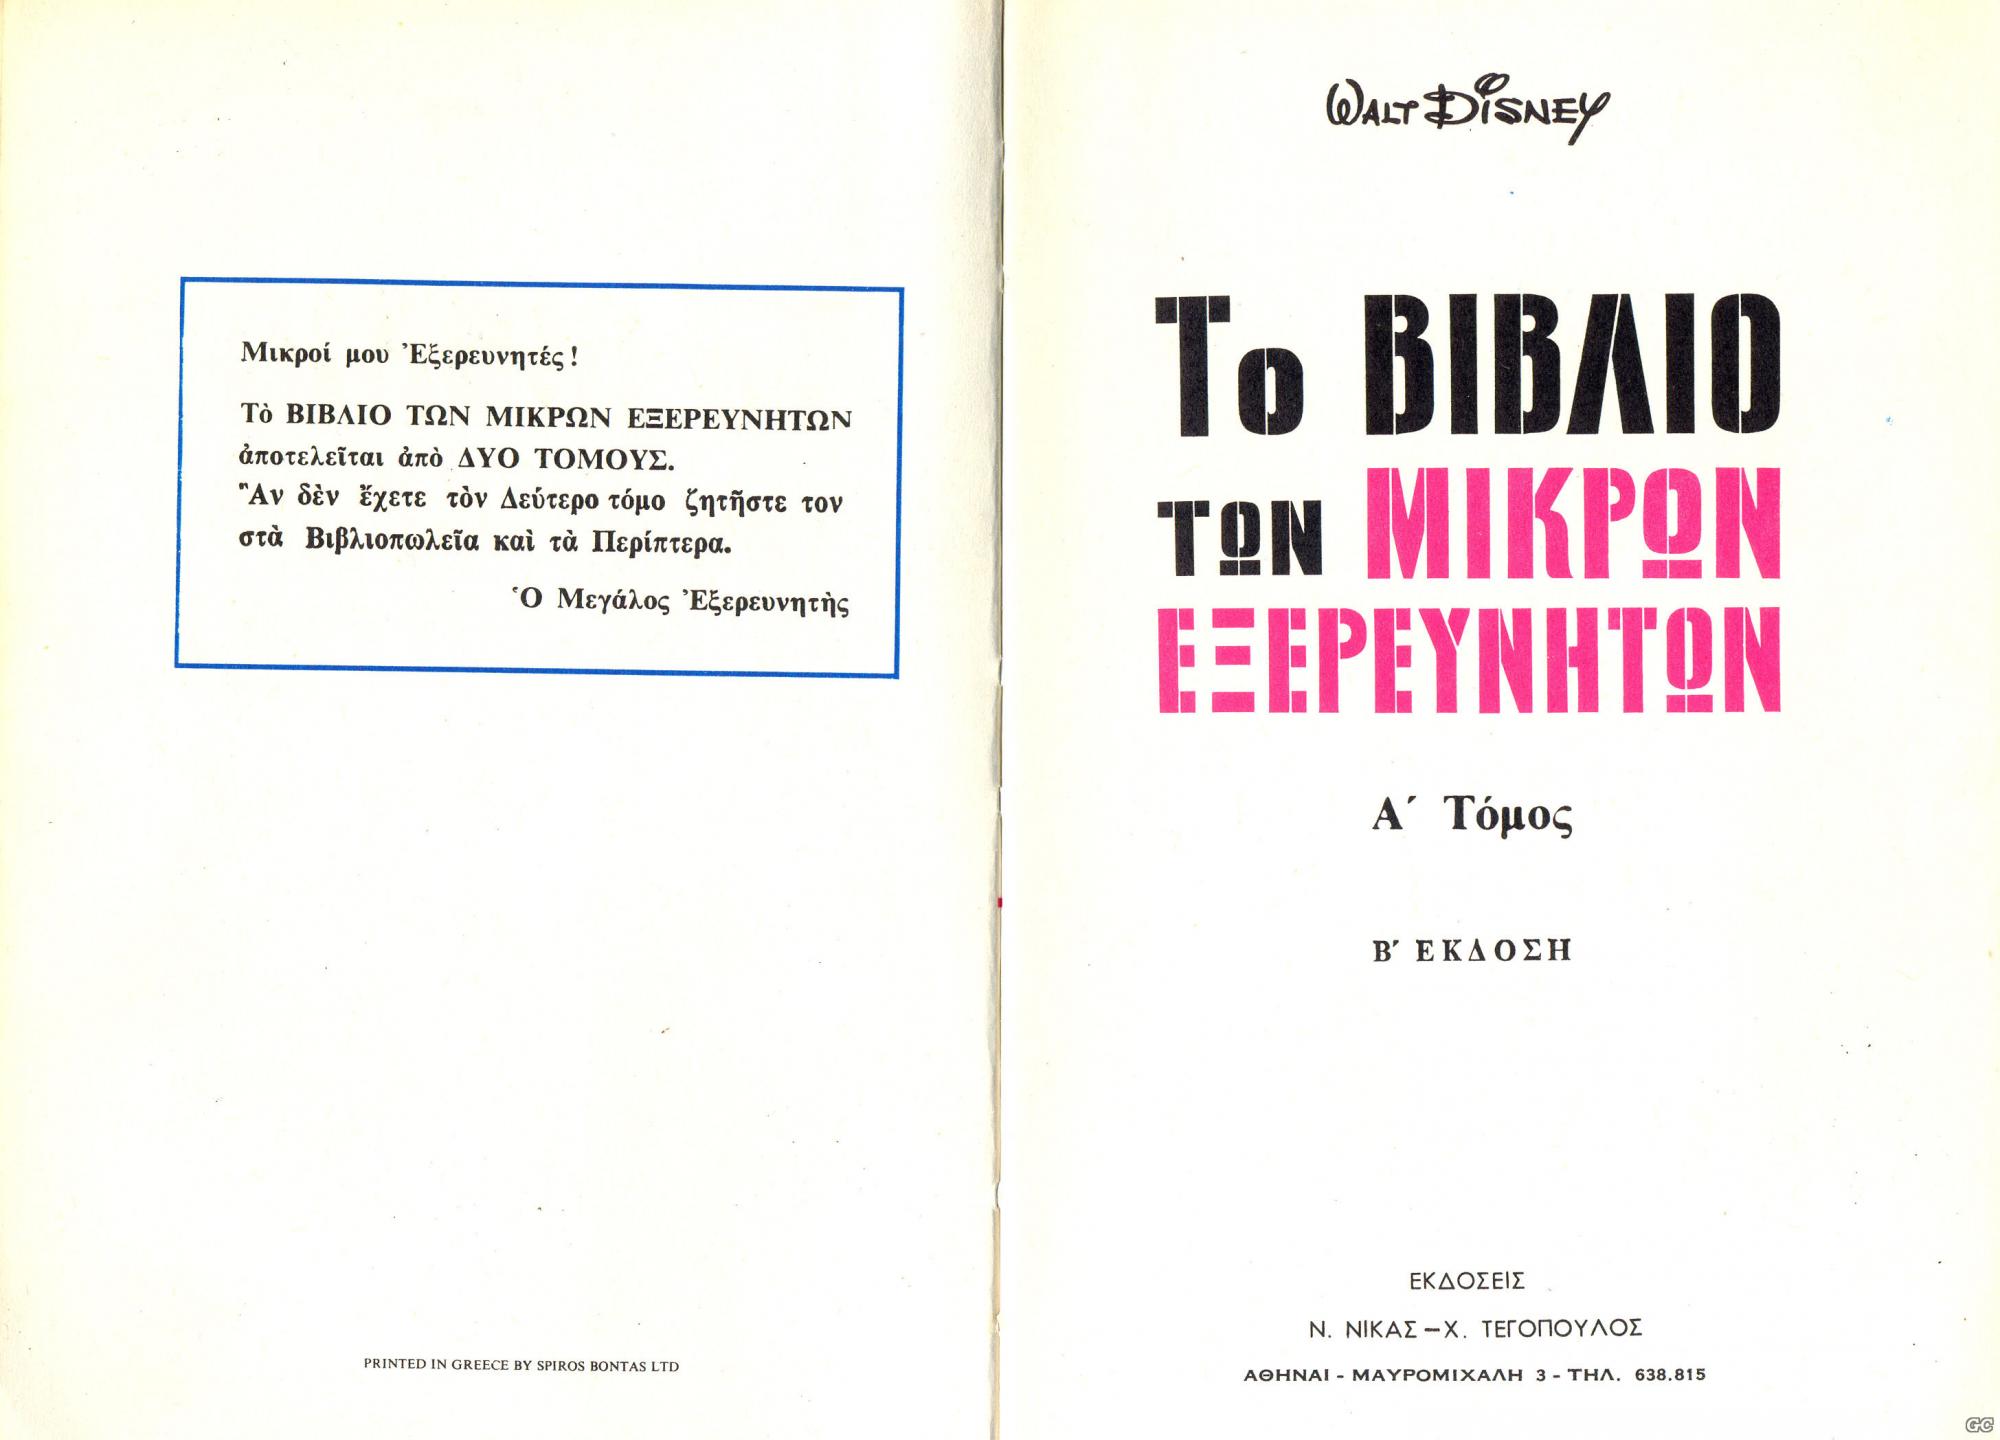 Μικροί μου Ἐξερευνητές!
Τὸ ΒΙΒΛΙΟ ΤΩΝ ΜΙΚΡΩΝ ΕΞΕΡΕΥΝΗΤΩΝ
ἀποτελεῖται ἀπὸ ΔΥΟ ΤΟΜΟΥΣ.
Ἂν δὲν ἔχετε τὸν Δεύτερο τόμο ζητῆστε τον
στὰ Βιβλιοπωλεῖα καὶ τὰ Περίπτερα.
Ὁ Μεγάλος Ἐξερευνητὴς
PRINTED IN GREECE BY SPIROS BONTAS LTD
WALT DISNEY
Το ΒΙΒΛΙΟ
ΤΩΝ ΜΙΚΡΩΝ
ΕΞΕΡΕΥΝΗΤΩΝ
Α΄ Τόμος
Β΄ ΕΚΔΟΣΗ
ΕΚΔΟΣΕΙΣ
Ν. ΝΙΚΑΣ – Χ. ΤΕΓΟΠΟΥΛΟΣ
ΑΘΗΝΑΙ - ΜΑΥΡΟΜΙΧΑΛΗ 3 - ΤΗΛ. 638.815
GC